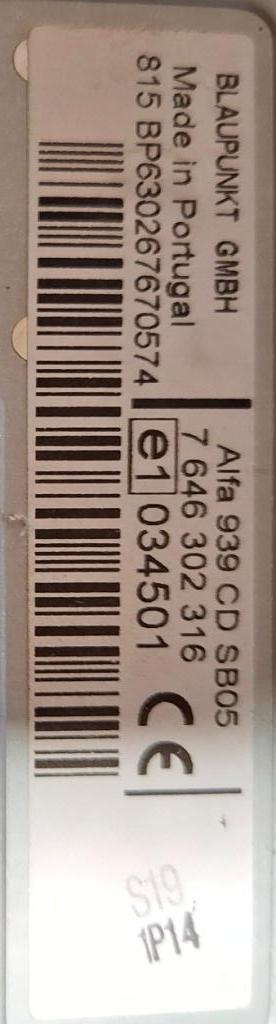 BLAUPUNKT GMBH
Made in Portugal
815 BP630267670574
Alfa 939 CD SB05
7 646 302 316
e1 034501 CE
S19
1P14